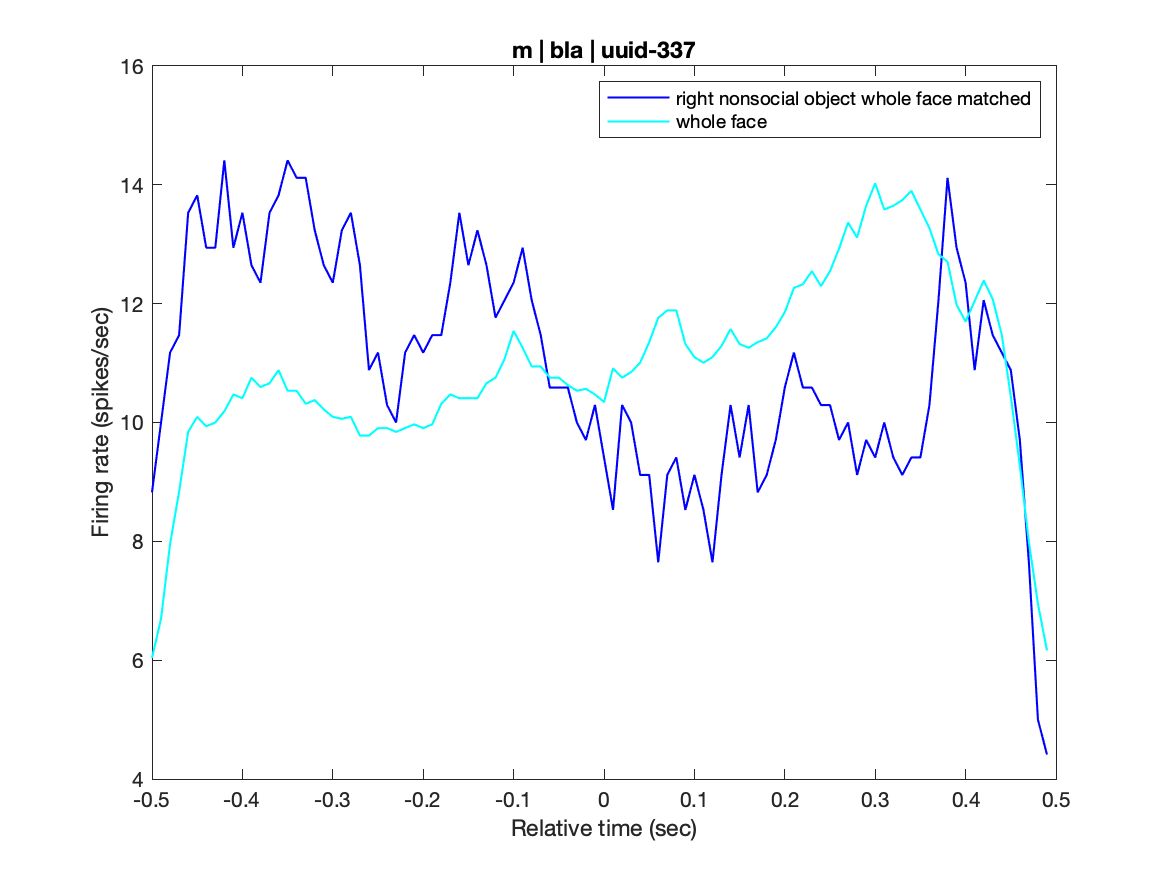 m | bla | uuid-337
right nonsocial object whole face matched
whole face
16
14
12
10
8
6
4
Firing rate (spikes/sec)
-0.5 -0.4 -0.3 -0.2 -0.1 0 0.1 0.2 0.3 0.4 0.5
Relative time (sec)